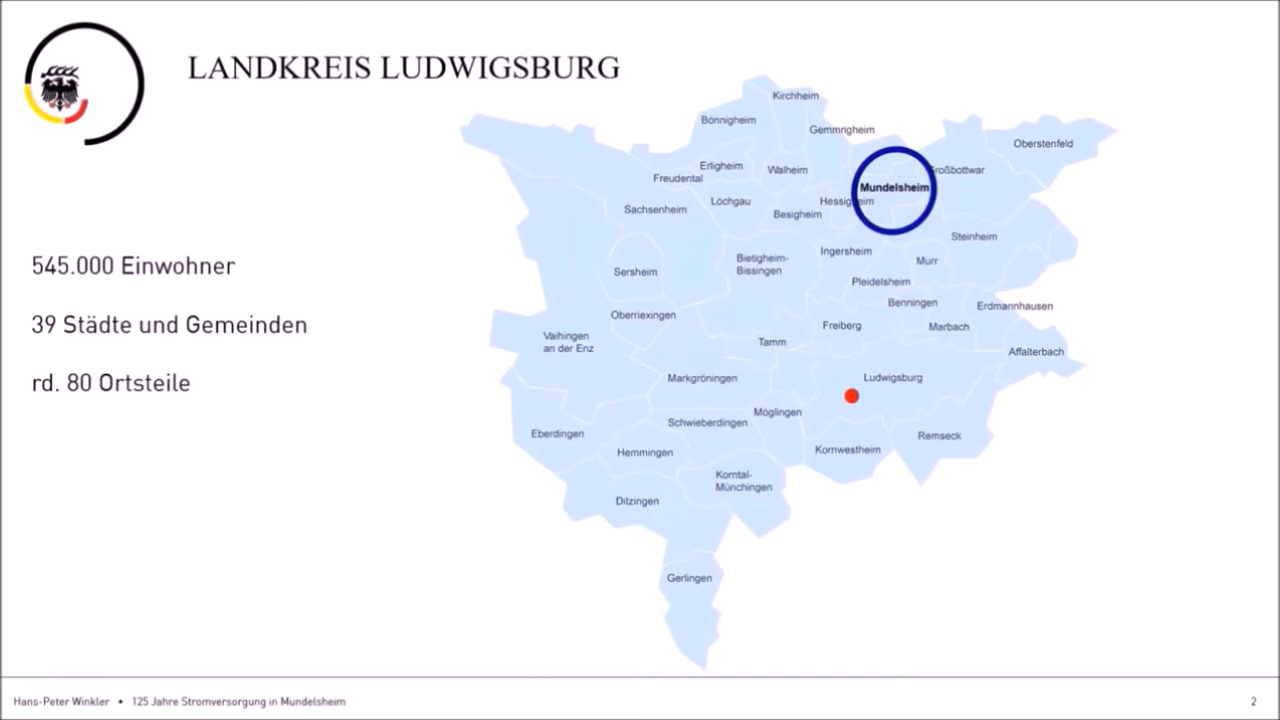 LANDKREIS LUDWIGSBURG
545.000 Einwohner
39 Städte und Gemeinden
rd. 80 Ortsteile
Kirchheim
Bönnigheim
Gemmrigheim
Oberstenfeld
Erligheim
Walheim
Großbottwar
Freudental
Mundelsheim
Löchgau
Hessigheim
Sachsenheim
Besigheim
Steinheim
Ingersheim
Bietigheim-
Bissingen
Murr
Sersheim
Pleidelsheim
Benningen
Erdmannhausen
Oberriexingen
Freiberg
Marbach
Vaihingen
an der Enz
Tamm
Affalterbach
Markgröningen
Ludwigsburg
Möglingen
Schwieberdingen
Eberdingen
Remseck
Hemmingen
Kornwestheim
Korntal-
Münchingen
Ditzingen
Gerlingen
Hans-Peter Winkler • 125 Jahre Stromversorgung in Mundelsheim
2